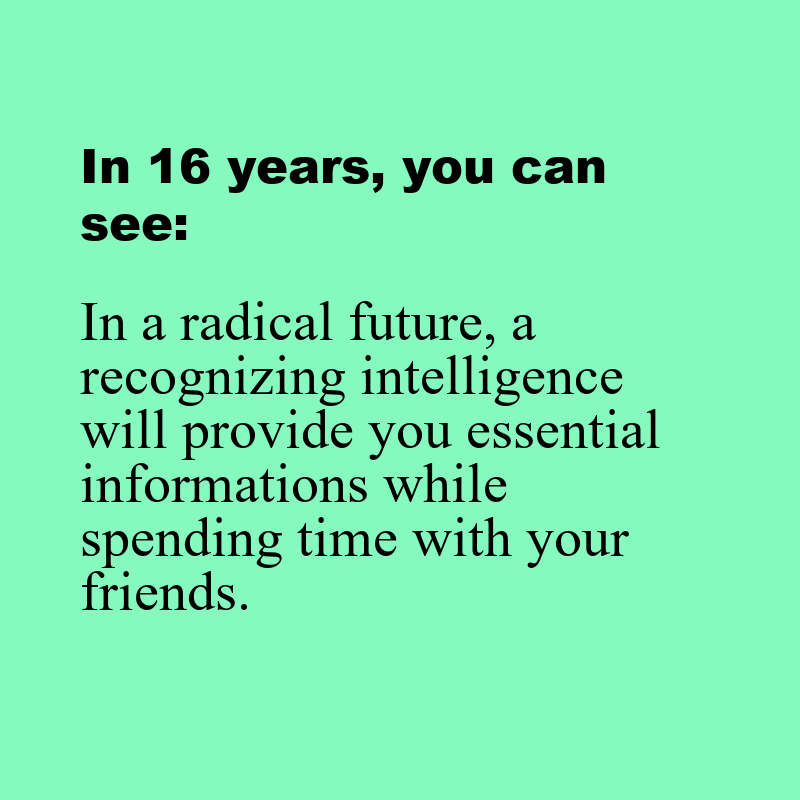 In 16 years, you can
see:
In a radical future, a
recognizing intelligence
will provide you essential
informations while
spending time with your
friends.